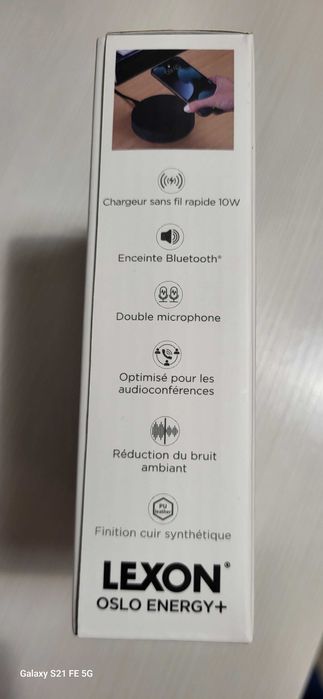 Chargeur sans fil rapide 10W
Enceinte Bluetooth®
Double microphone
Optimisé pour les
audioconférences
Réduction du bruit
ambiant
PU
leather
Finition cuir synthétique
LEXON®
OSLO ENERGY+
Galaxy S21 FE 5G